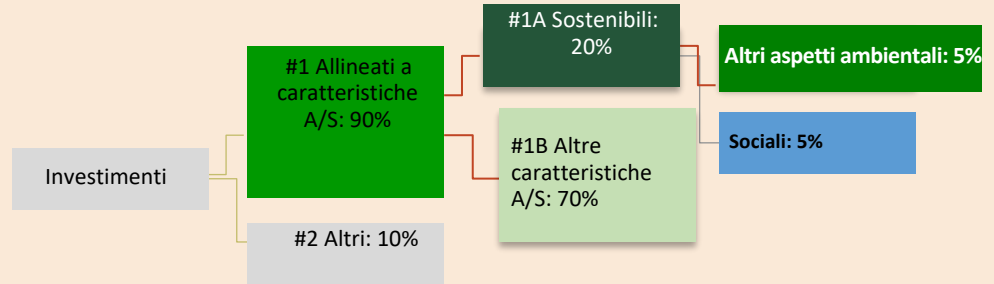 Investimenti
#1 Allineati a
caratteristiche
A/S: 90%
#2 Altri: 10%
#1A Sostenibili:
20%
#1B Altre
caratteristiche
A/S: 70%
Altri aspetti ambientali: 5%
Sociali: 5%